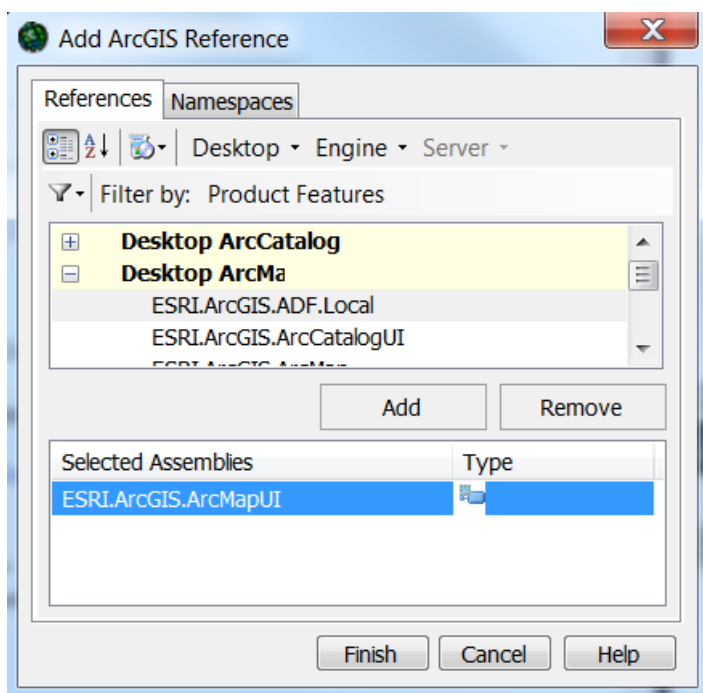 Add ArcGIS Reference
References Namespaces
Desktop Engine Server
Filter by: Product Features
Desktop ArcCatalog
Desktop ArcMa
ESRI.ArcGIS.ADF.Local
ESRI.ArcGIS.ArcCatalogUI
Add Remove
Selected Assemblies Type
ESRI.ArcGIS.ArcMapUI
Finish Cancel Help